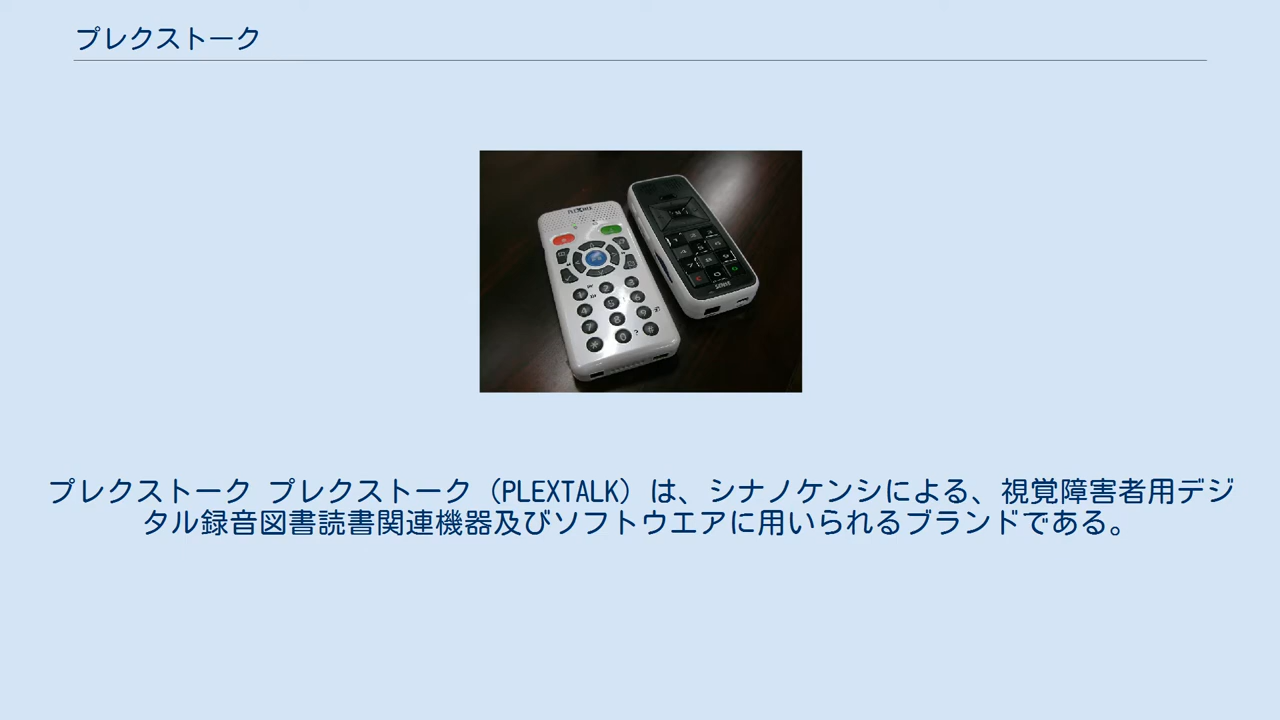 プレクストーク
プレクストーク プレクストーク（PLEXTALK）は、シナノケンシによる、視覚障害者用デジ
タル録音図書読書関連機器及びソフトウエアに用いられるブランドである。